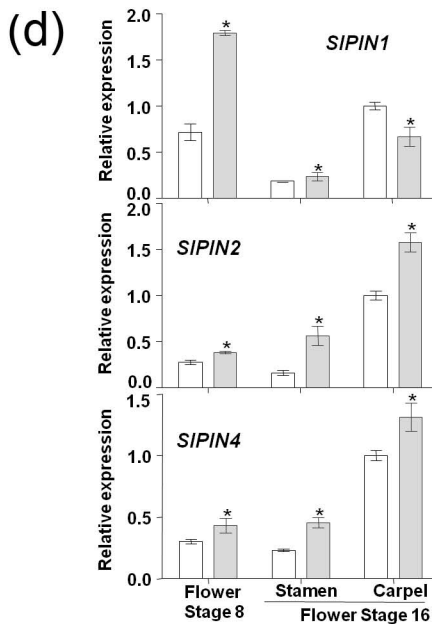 (d)
Relative expression
2.0
1.5
1.0
0.5
0.0
SlPIN1
*
*
*
Relative expression
2.0
1.5
1.0
0.5
0.0
SlPIN2
*
*
*
Relative expression
1.5
1.0
0.5
0.0
SlPIN4
*
*
*
Flower
Stage 8
Stamen
Carpel
Flower Stage 16